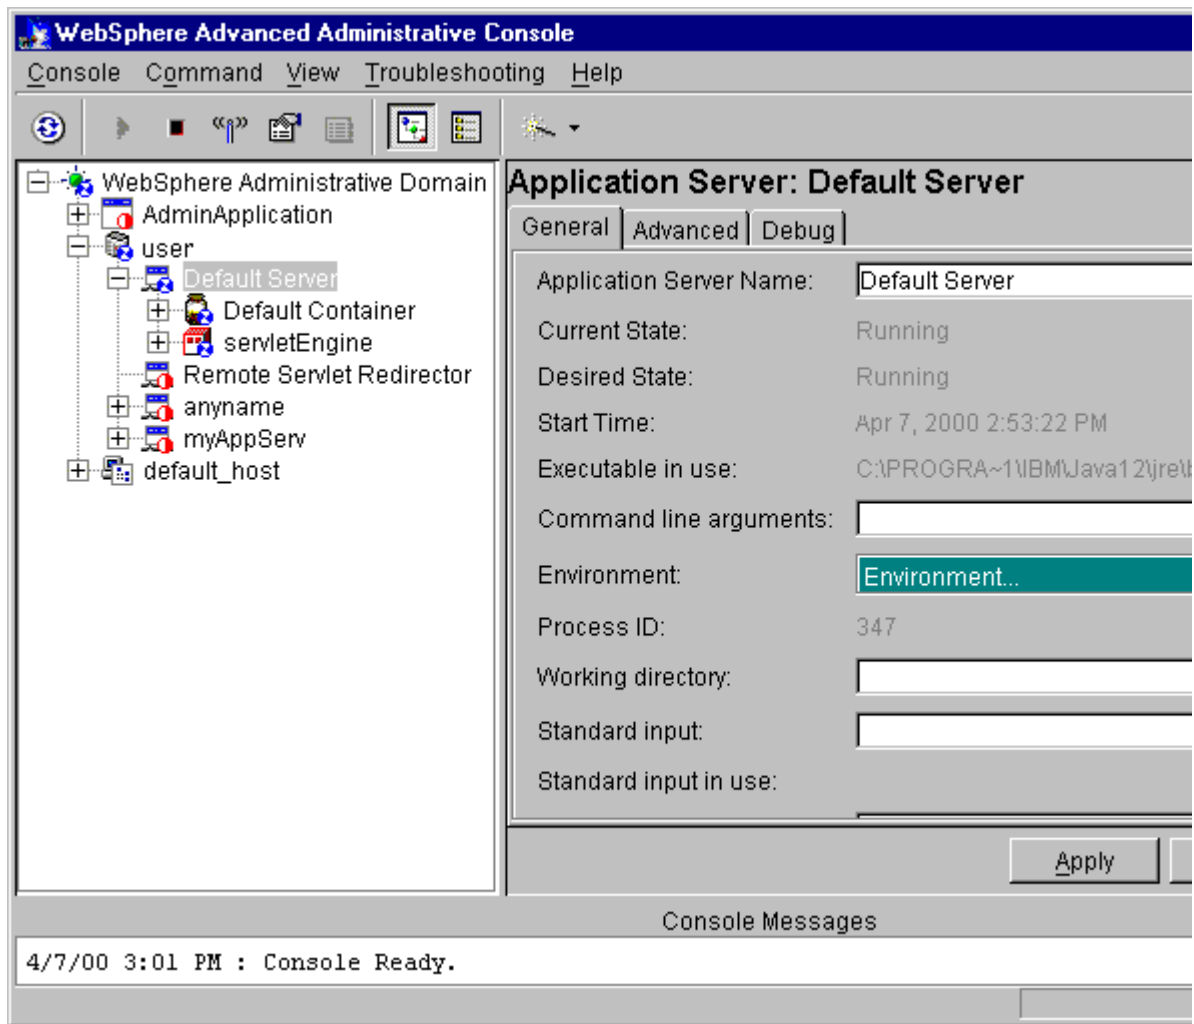 WebSphere Advanced Administrative Console
Console Command View Troubleshooting Help
WebSphere Administrative Domain
AdminApplication
user
Default Server
Default Container
servletEngine
Remote Servlet Redirector
anyname
myAppServ
default_host
Application Server: Default Server
General Advanced Debug
Application Server Name: Default Server
Current State: Running
Desired State: Running
Start Time: Apr 7, 2000 2:53:22 PM
Executable in use: C:\PROGRA~1\IBM\Java12\jre\b
Command line arguments:
Environment: Environment...
Process ID: 347
Working directory:
Standard input:
Standard input in use:
Apply
Console Messages
4/7/00 3:01 PM : Console Ready.